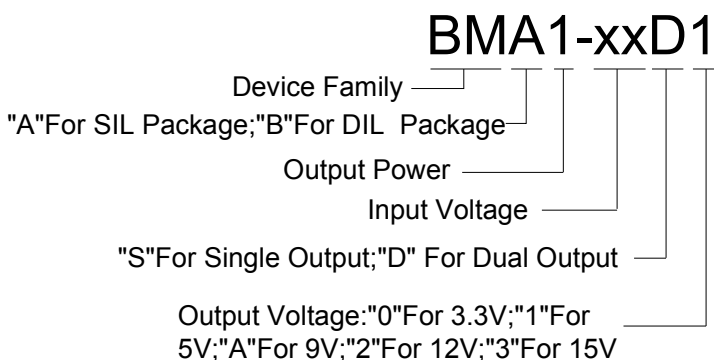 BMA1-xxD1
Device Family
"A"For SIL Package;"B"For DIL Package
Output Power
Input Voltage
"S"For Single Output;"D" For Dual Output
Output Voltage:"0"For 3.3V;"1"For
5V;"A"For 9V;"2"For 12V;"3"For 15V